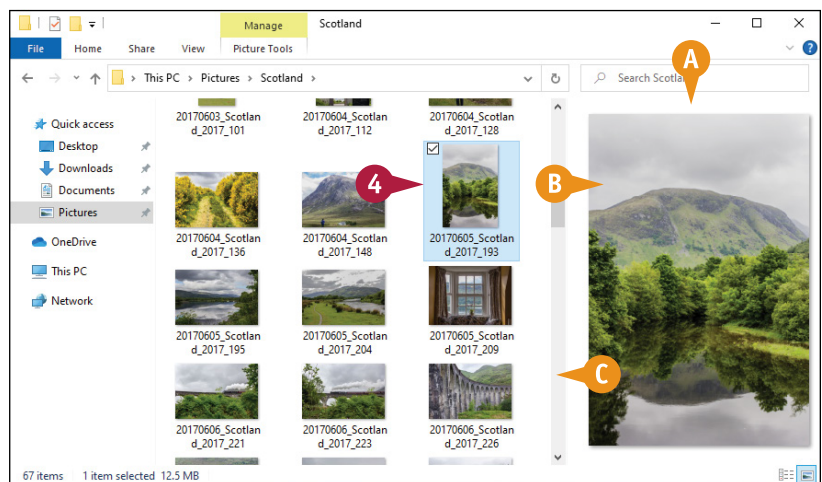 Manage Scotland
File Home Share View Picture Tools
This PC > Pictures > Scotland >
Search Scotl
A
Quick access
Desktop
Downloads
Documents
Pictures
OneDrive
This PC
Network
20170603_Scotlan 20170604_Scotlan 20170604_Scotlan
d_2017_101 d_2017_112 d_2017_128
4
B
20170604_Scotlan 20170604_Scotlan 20170605_Scotlan
d_2017_136 d_2017_148 d_2017_193
20170605_Scotlan 20170605_Scotlan 20170605_Scotlan
d_2017_195 d_2017_204 d_2017_209
C
20170606_Scotlan 20170606_Scotlan 20170606_Scotlan
d_2017_221 d_2017_223 d_2017_226
67 items 1 item selected 12.5 MB